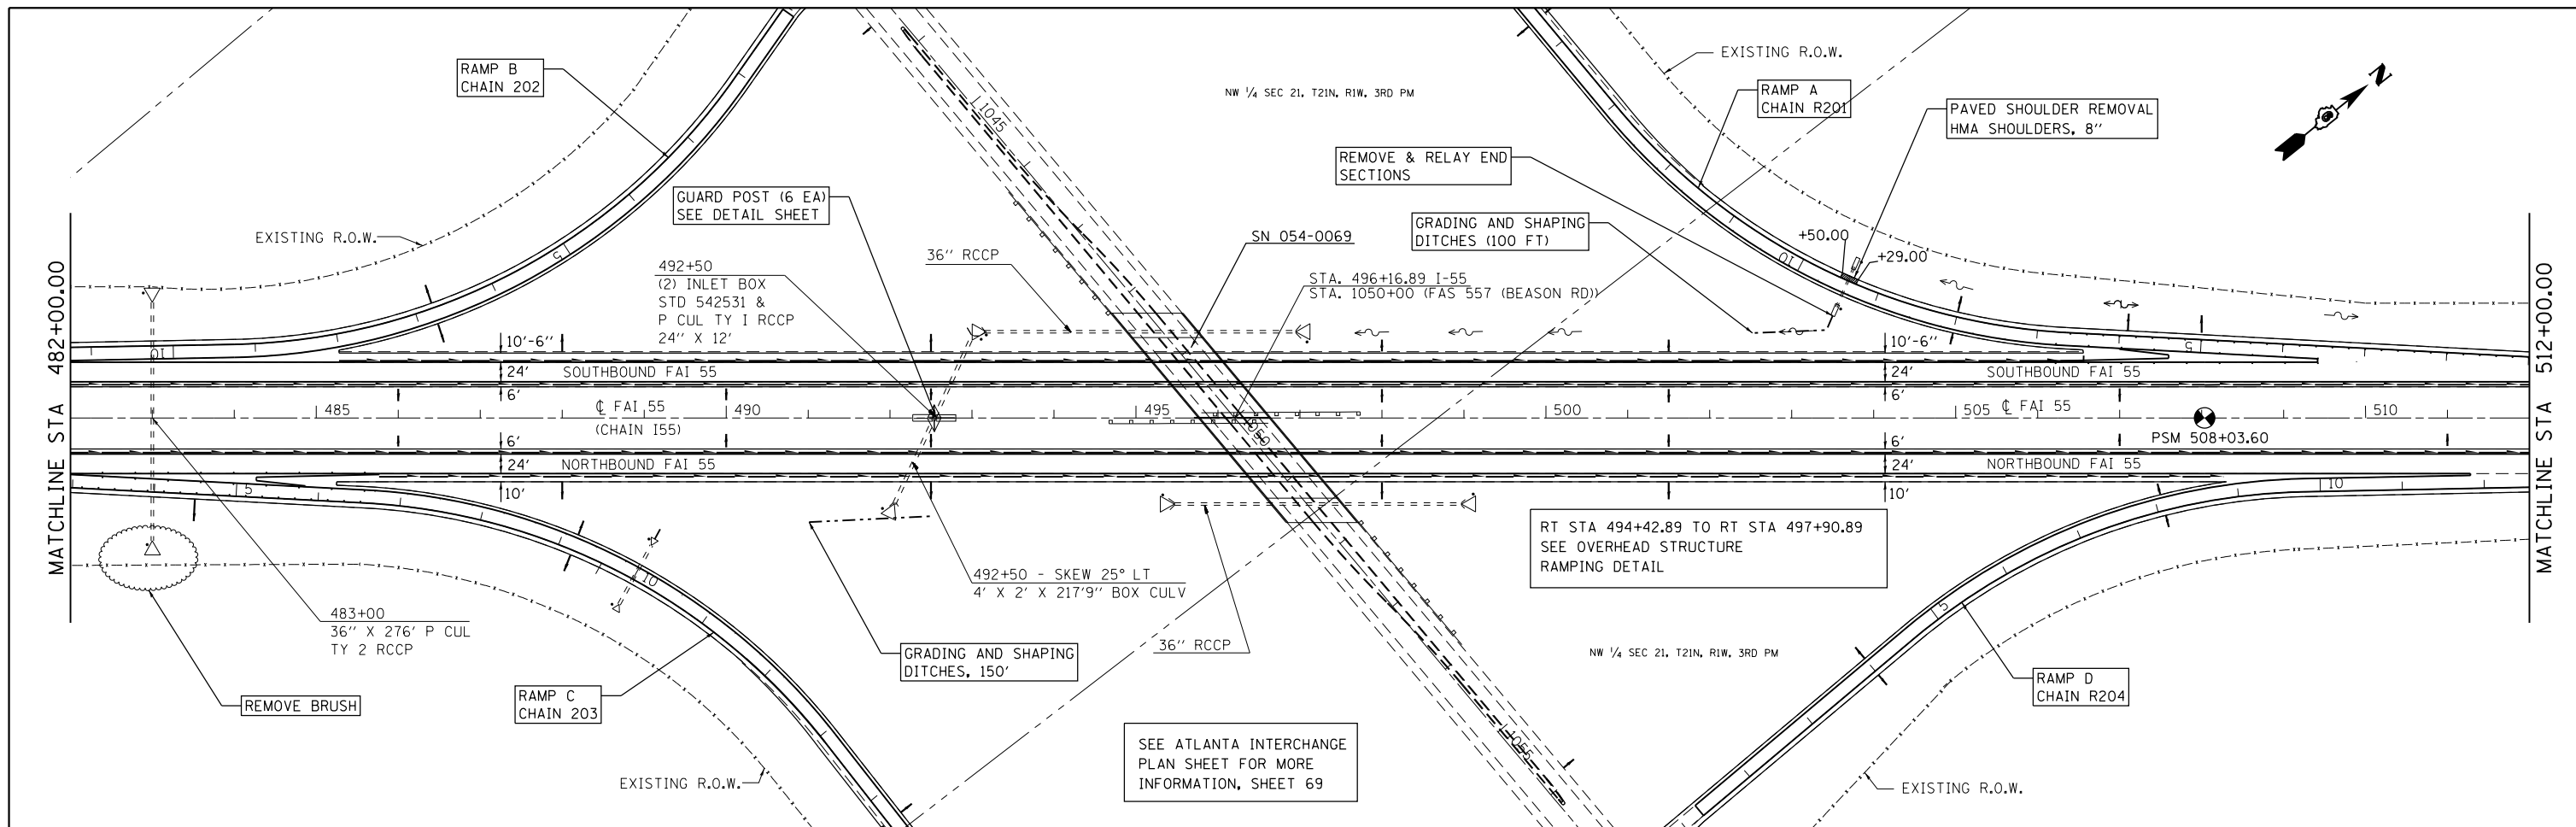 RAMP B
CHAIN 202
NW 1/4 SEC 21, T21N, R1W, 3RD PM
EXISTING R.O.W.
RAMP A
CHAIN R201
PAVED SHOULDER REMOVAL
HMA SHOULDERS, 8''
N
1045
REMOVE & RELAY END
SECTIONS
GUARD POST (6 EA)
SEE DETAIL SHEET
GRADING AND SHAPING
DITCHES (100 FT)
EXISTING R.O.W.
SN 054-0069
+50.00
+29.00
36'' RCCP
492+50
(2) INLET BOX
STD 542531 &
P CUL TY I RCCP
24'' X 12'
STA. 496+16.89 I-55
STA. 1050+00 (FAS 557 (BEASON RD))
5
10
MATCHLINE STA 482+00.00
10
10'-6''
24'
SOUTHBOUND FAI 55
6'
10'-6''
24'
SOUTHBOUND FAI 55
6'
5
MATCHLINE STA 512+00.00
485
℄ FAI 55
(CHAIN I55)
490
495
1050
500
505
℄ FAI 55
510
PSM 508+03.60
6'
24'
NORTHBOUND FAI 55
10'
6'
24'
NORTHBOUND FAI 55
10'
5
10
RT STA 494+42.89 TO RT STA 497+90.89
SEE OVERHEAD STRUCTURE
RAMPING DETAIL
10
492+50 - SKEW 25° LT
4' X 2' X 217'9'' BOX CULV
5
483+00
36'' X 276' P CUL
TY 2 RCCP
GRADING AND SHAPING
DITCHES, 150'
36'' RCCP
NW 1/4 SEC 21, T21N, R1W, 3RD PM
REMOVE BRUSH
RAMP C
CHAIN 203
RAMP D
CHAIN R204
SEE ATLANTA INTERCHANGE
PLAN SHEET FOR MORE
INFORMATION, SHEET 69
1055
EXISTING R.O.W.
EXISTING R.O.W.